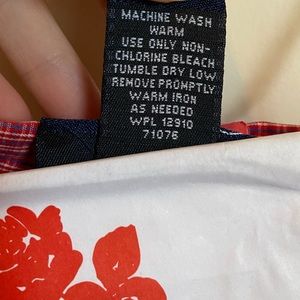 MACHINE WASH
WARM
USE ONLY NON-
CHLORINE BLEACH
TUMBLE DRY LOW
REMOVE PROMPTLY
WARM IRON
AS NEEDED
WPL 12910
71076